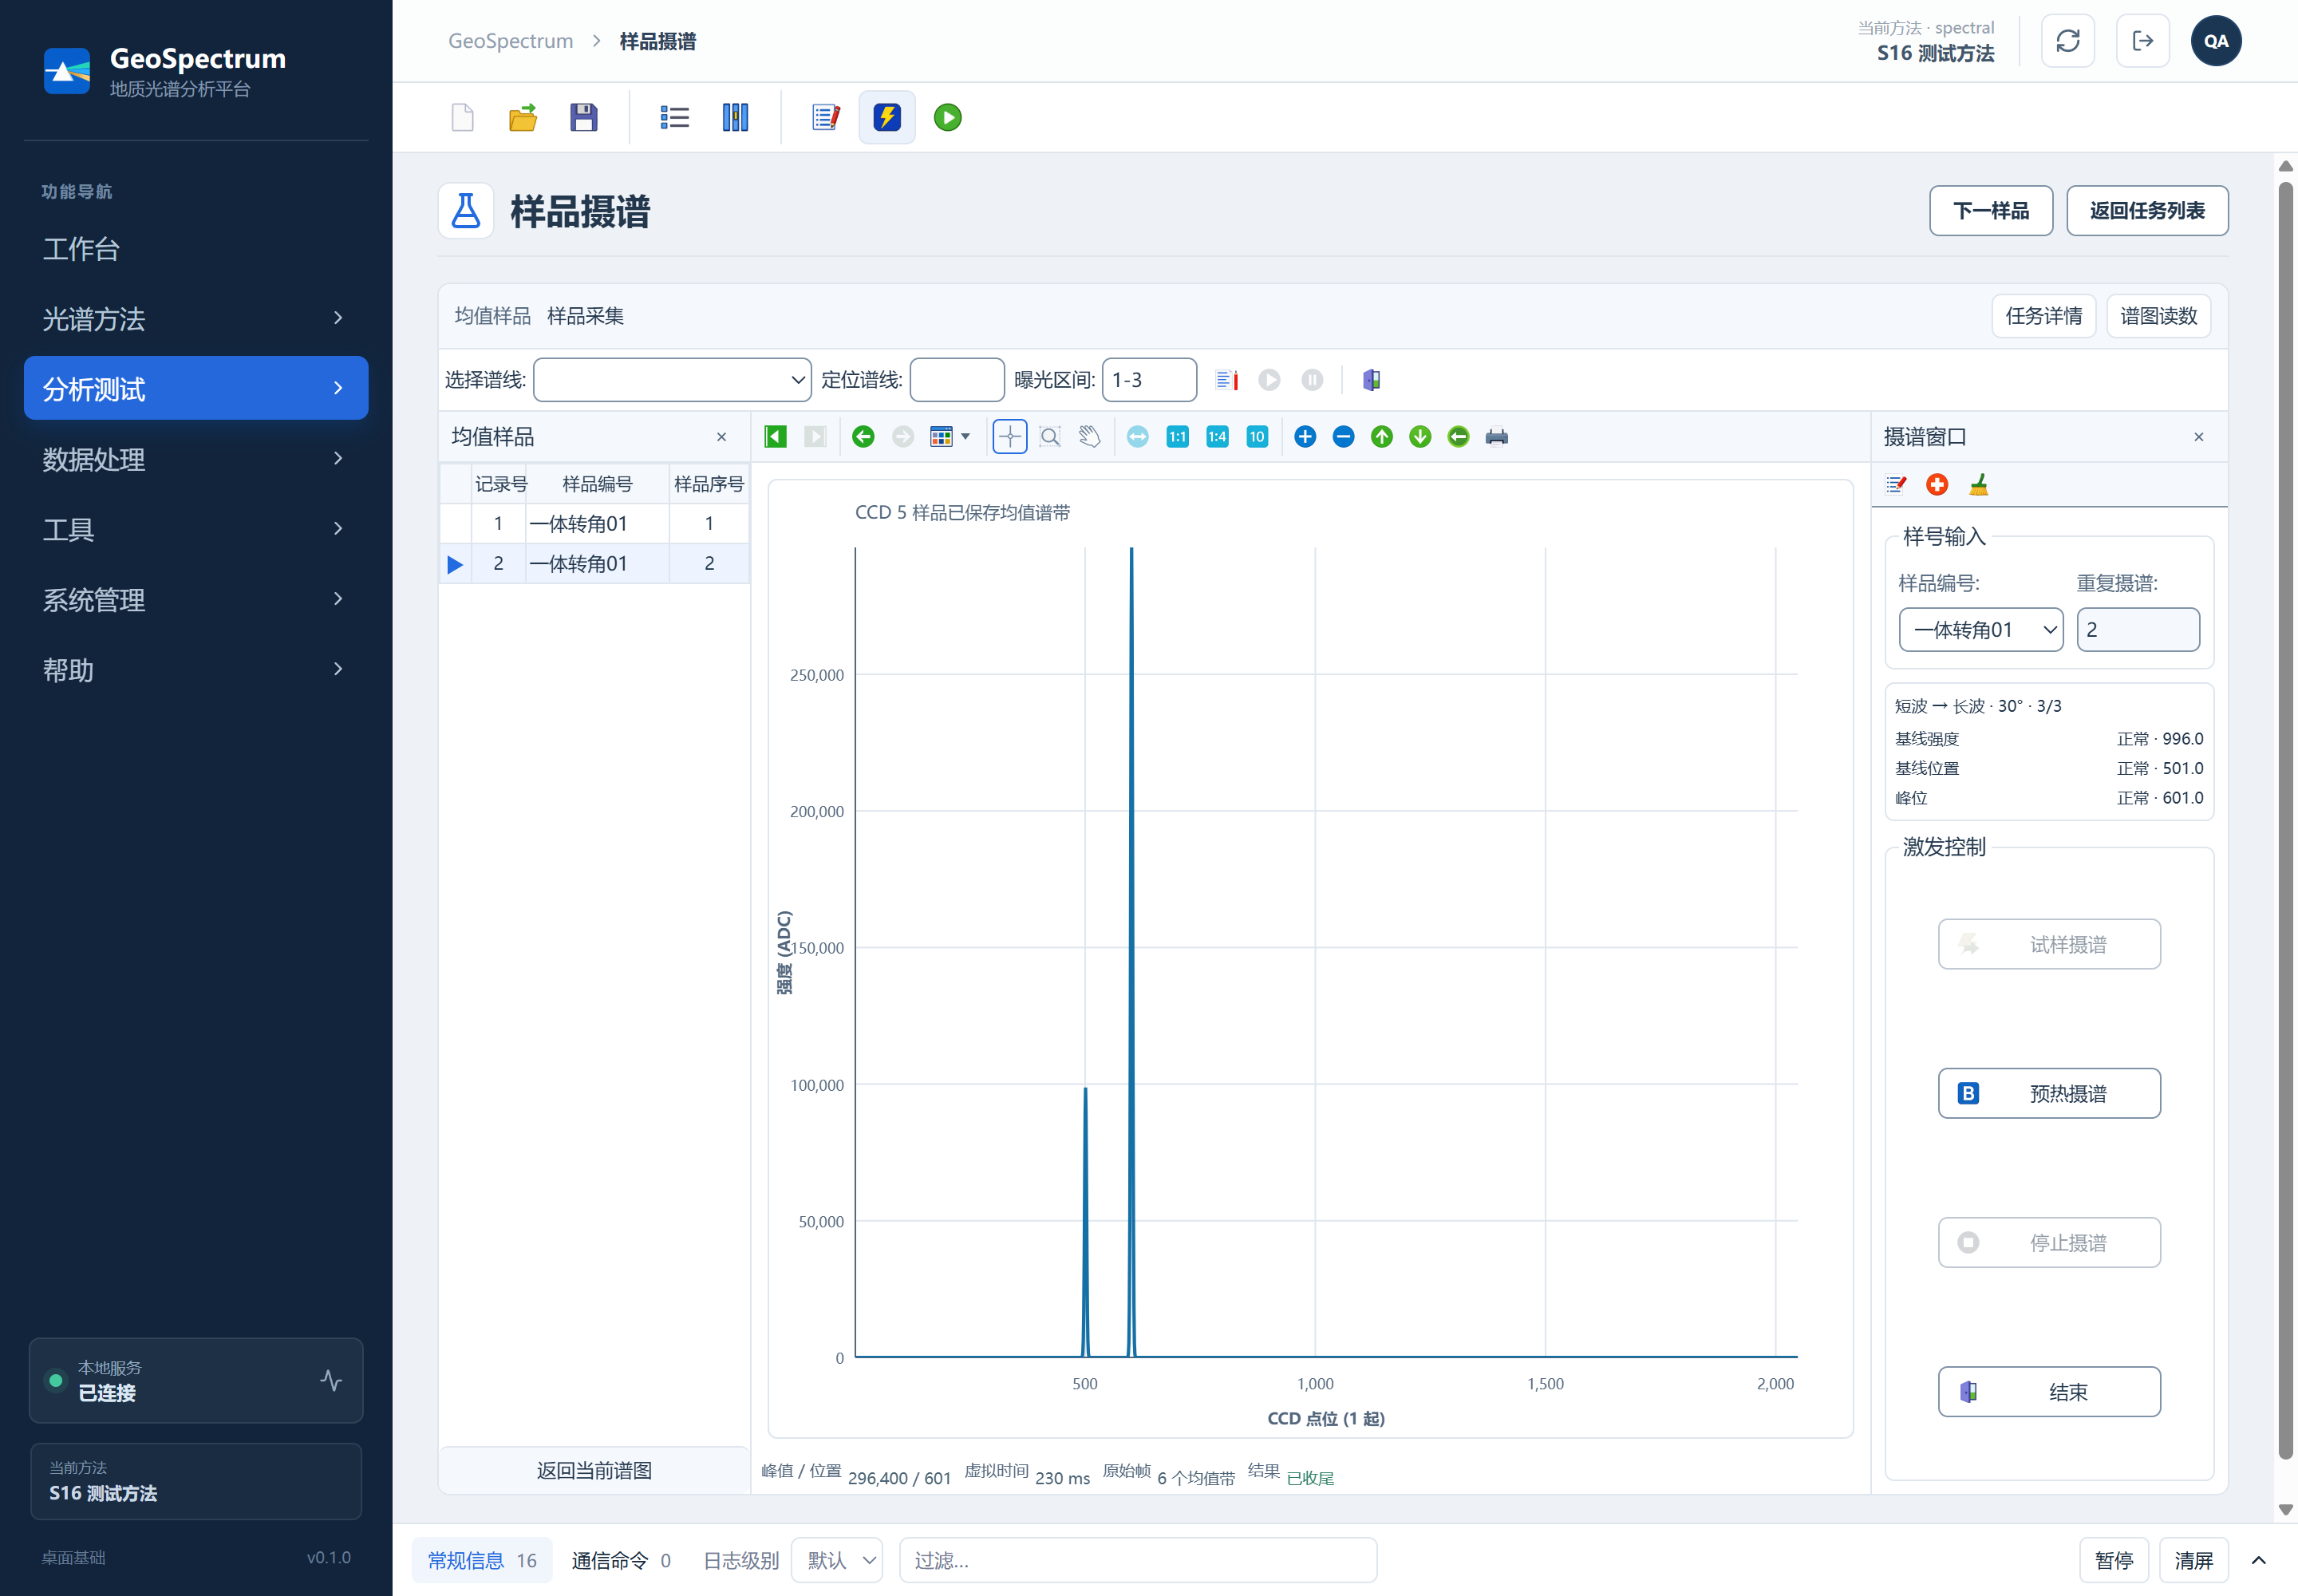 GeoSpectrum
地质光谱分析平台
功能导航
工作台
光谱方法
分析测试
数据处理
工具
系统管理
帮助
本地服务
已连接
当前方法
S16 测试方法
桌面基础 v0.1.0
GeoSpectrum > 样品摄谱
当前方法 · spectral
S16 测试方法
QA
样品摄谱
下一样品 返回任务列表
均值样品 样品采集
任务详情 谱图读数
选择谱线: 定位谱线: 曝光区间: 1-3
均值样品 ×
1:1 1:4 10
记录号 样品编号 样品序号
1 一体转角01 1
2 一体转角01 2
返回当前谱图
CCD 5 样品已保存均值谱带
强度 (ADC)
250,000
200,000
150,000
100,000
50,000
0
500 1,000 1,500 2,000
CCD 点位 (1 起)
峰值 / 位置 296,400 / 601 虚拟时间 230 ms 原始帧 6 个均值带 结果 已收尾
摄谱窗口 ×
样号输入
样品编号: 重复摄谱:
一体转角01 2
短波 → 长波 · 30° · 3/3
基线强度 正常 · 996.0
基线位置 正常 · 501.0
峰位 正常 · 601.0
激发控制
试样摄谱
B 预热摄谱
停止摄谱
结束
常规信息 16 通信命令 0 日志级别 默认 过滤... 暂停 清屏